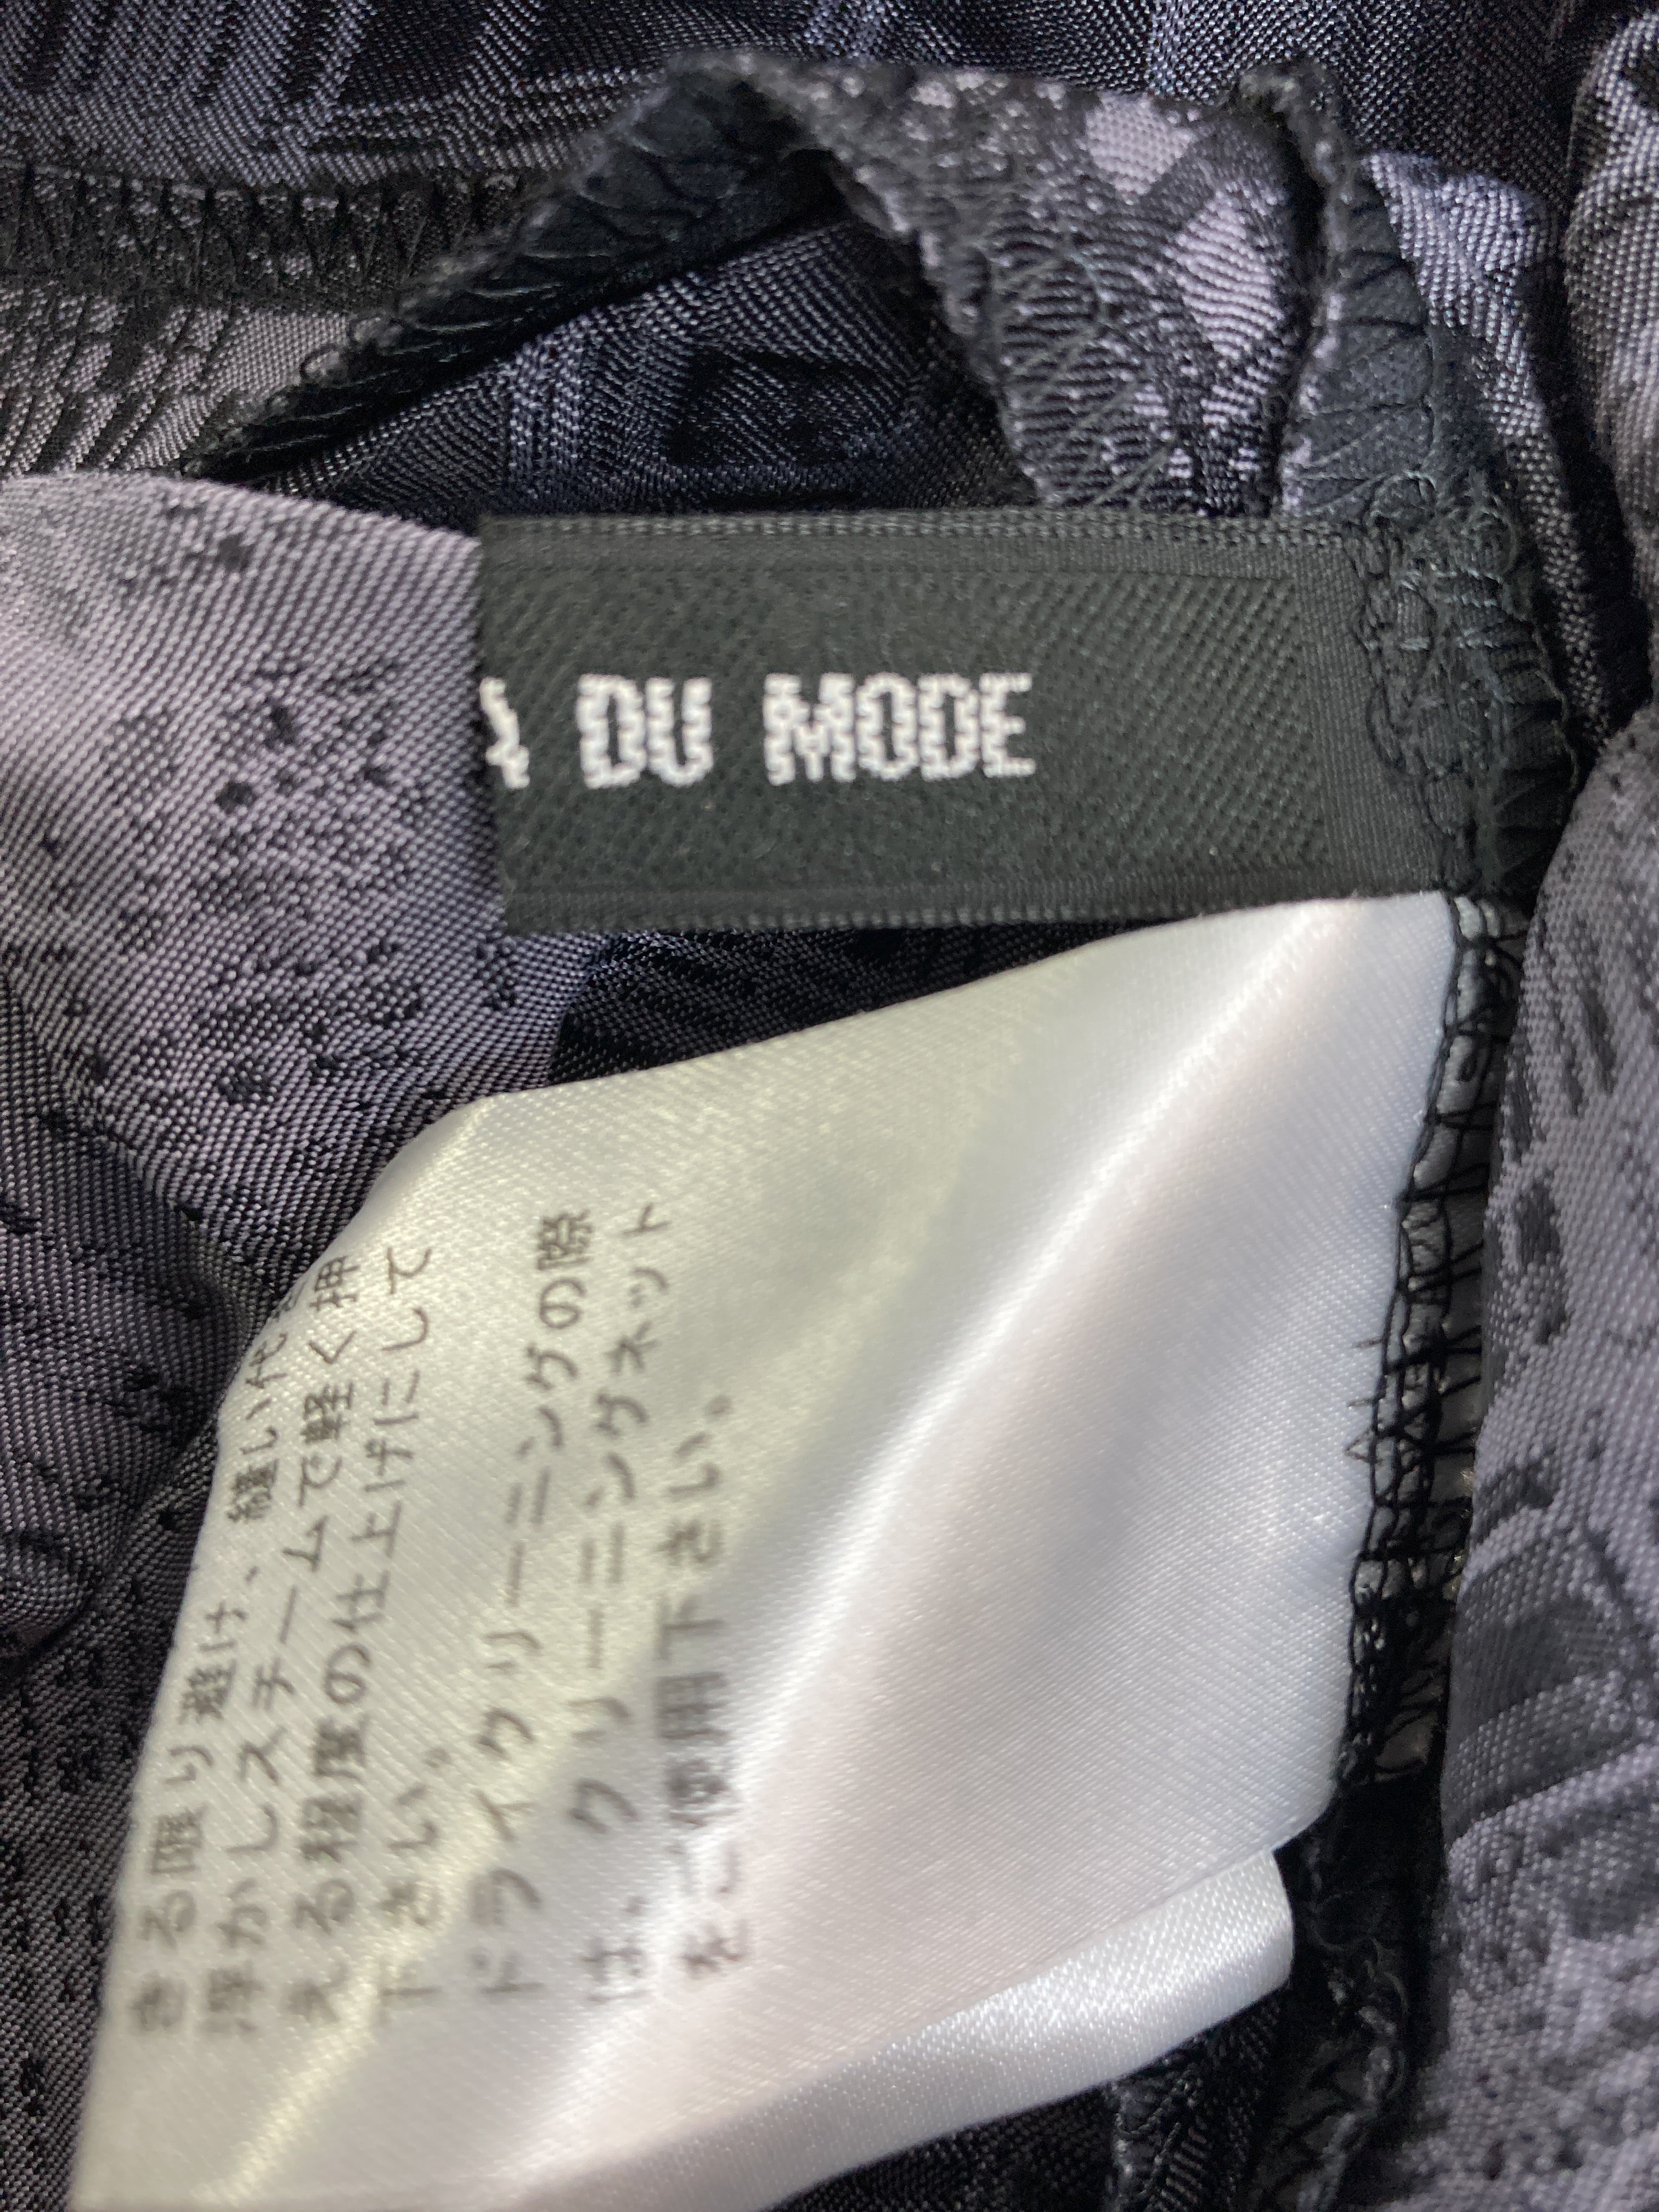 DU MODE
きる限り避け、縫い代
浮かしスチームで軽く押
える程度の仕上げにして
下さい。
ドライクリーニングの際
は、クリーニングネット
をご使用下さい。